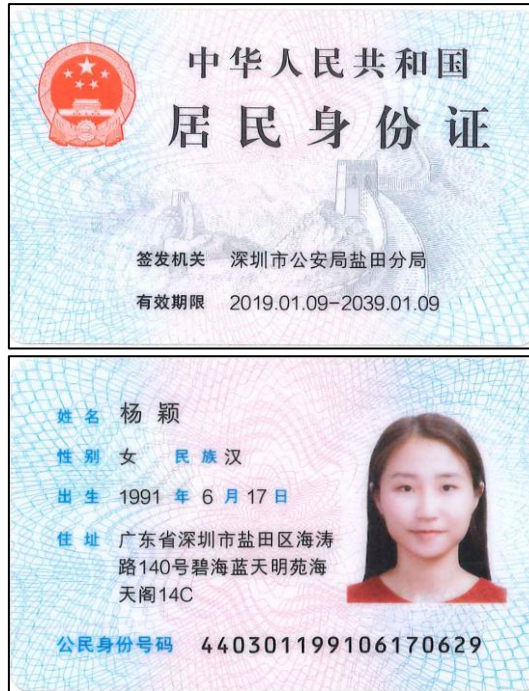 中华人民共和国
居民身份证
签发机关 深圳市公安局盐田分局
有效期限 2019.01.09-2039.01.09
姓名 杨颖
性别 女 民族 汉
出生 1991 年 6 月 17 日
住址 广东省深圳市盐田区海涛
路140号碧海蓝天明苑海
天阁14C
公民身份号码 440301199106170629